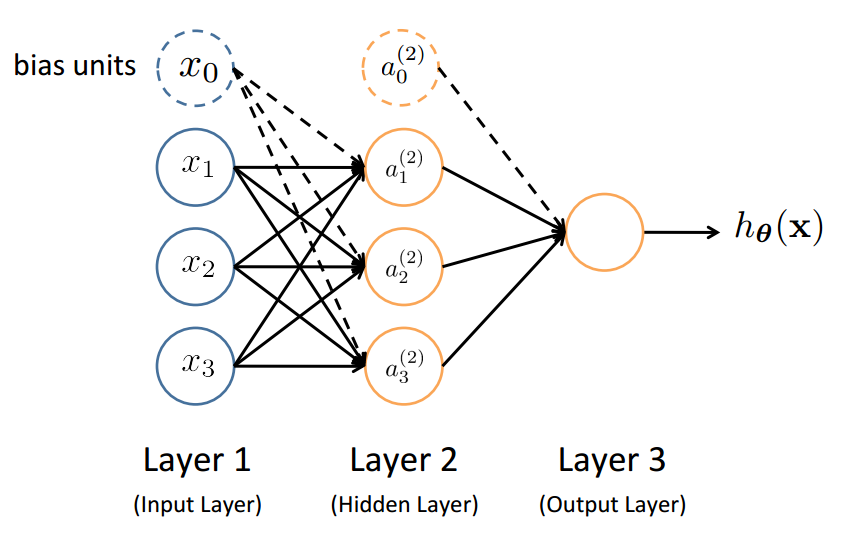 bias units
x₀ a₀⁽²⁾
x₁ a₁⁽²⁾
x₂ a₂⁽²⁾
x₃ a₃⁽²⁾
h_θ(x)
Layer 1 Layer 2 Layer 3
(Input Layer) (Hidden Layer) (Output Layer)